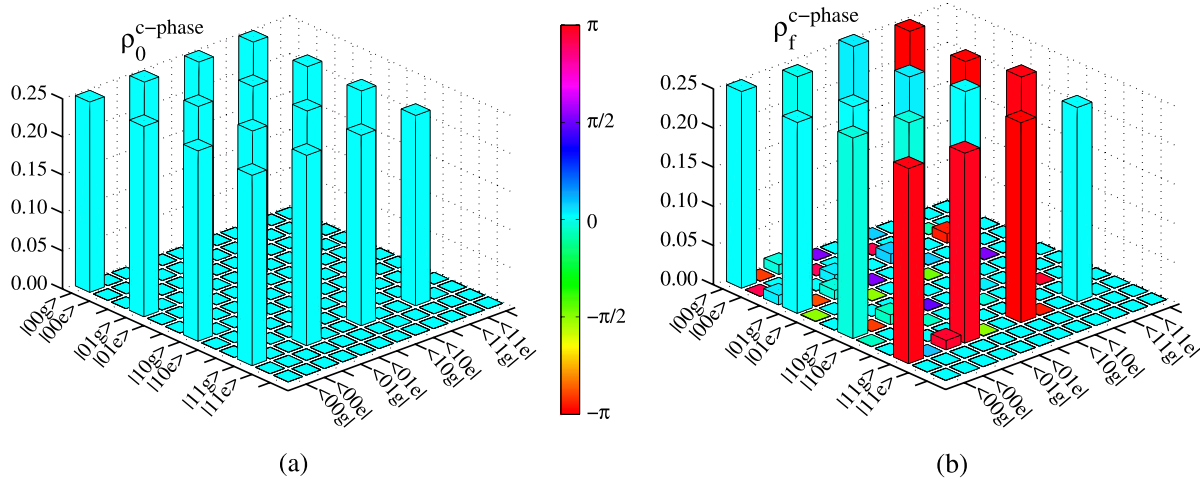 ρ₀^c−phase
0.25
0.20
0.15
0.10
0.05
0.00
|00g>
|00e>
|01g>
|01e>
|10g>
|10e>
|11g>
|11e>
<00g|
<00e|
<01g|
<01e|
<10g|
<10e|
<11g|
<11e|
(a)
π
π/2
0
−π/2
−π
ρf^c−phase
0.25
0.20
0.15
0.10
0.05
0.00
|00g>
|00e>
|01g>
|01e>
|10g>
|10e>
|11g>
|11e>
<00g|
<00e|
<01g|
<01e|
<10g|
<10e|
<11g|
<11e|
(b)